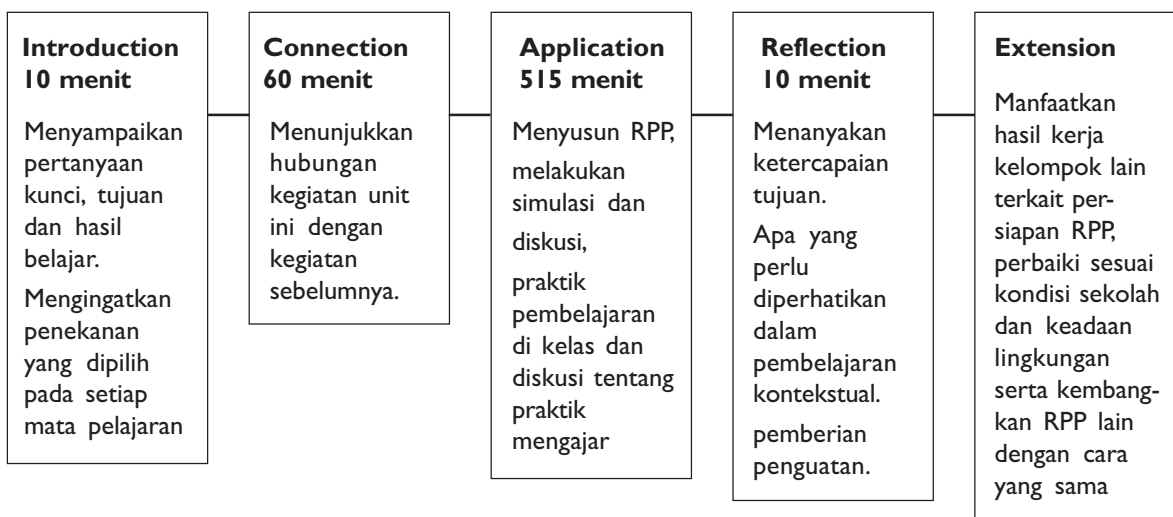 Introduction
10 menit
Menyampaikan
pertanyaan
kunci, tujuan
dan hasil
belajar.
Mengingatkan
penekanan
yang dipilih
pada setiap
mata pelajaran
Connection
60 menit
Menunjukkan
hubungan
kegiatan unit
ini dengan
kegiatan
sebelumnya.
Application
515 menit
Menyusun RPP,
melakukan
simulasi dan
diskusi,
praktik
pembelajaran
di kelas dan
diskusi tentang
praktik
mengajar
Reflection
10 menit
Menanyakan
ketercapaian
tujuan.
Apa yang
perlu
diperhatikan
dalam
pembelajaran
kontekstual.
pemberian
penguatan.
Extension
Manfaatkan
hasil kerja
kelompok lain
terkait per-
siapan RPP,
perbaiki sesuai
kondisi sekolah
dan keadaan
lingkungan
serta kembang-
kan RPP lain
dengan cara
yang sama